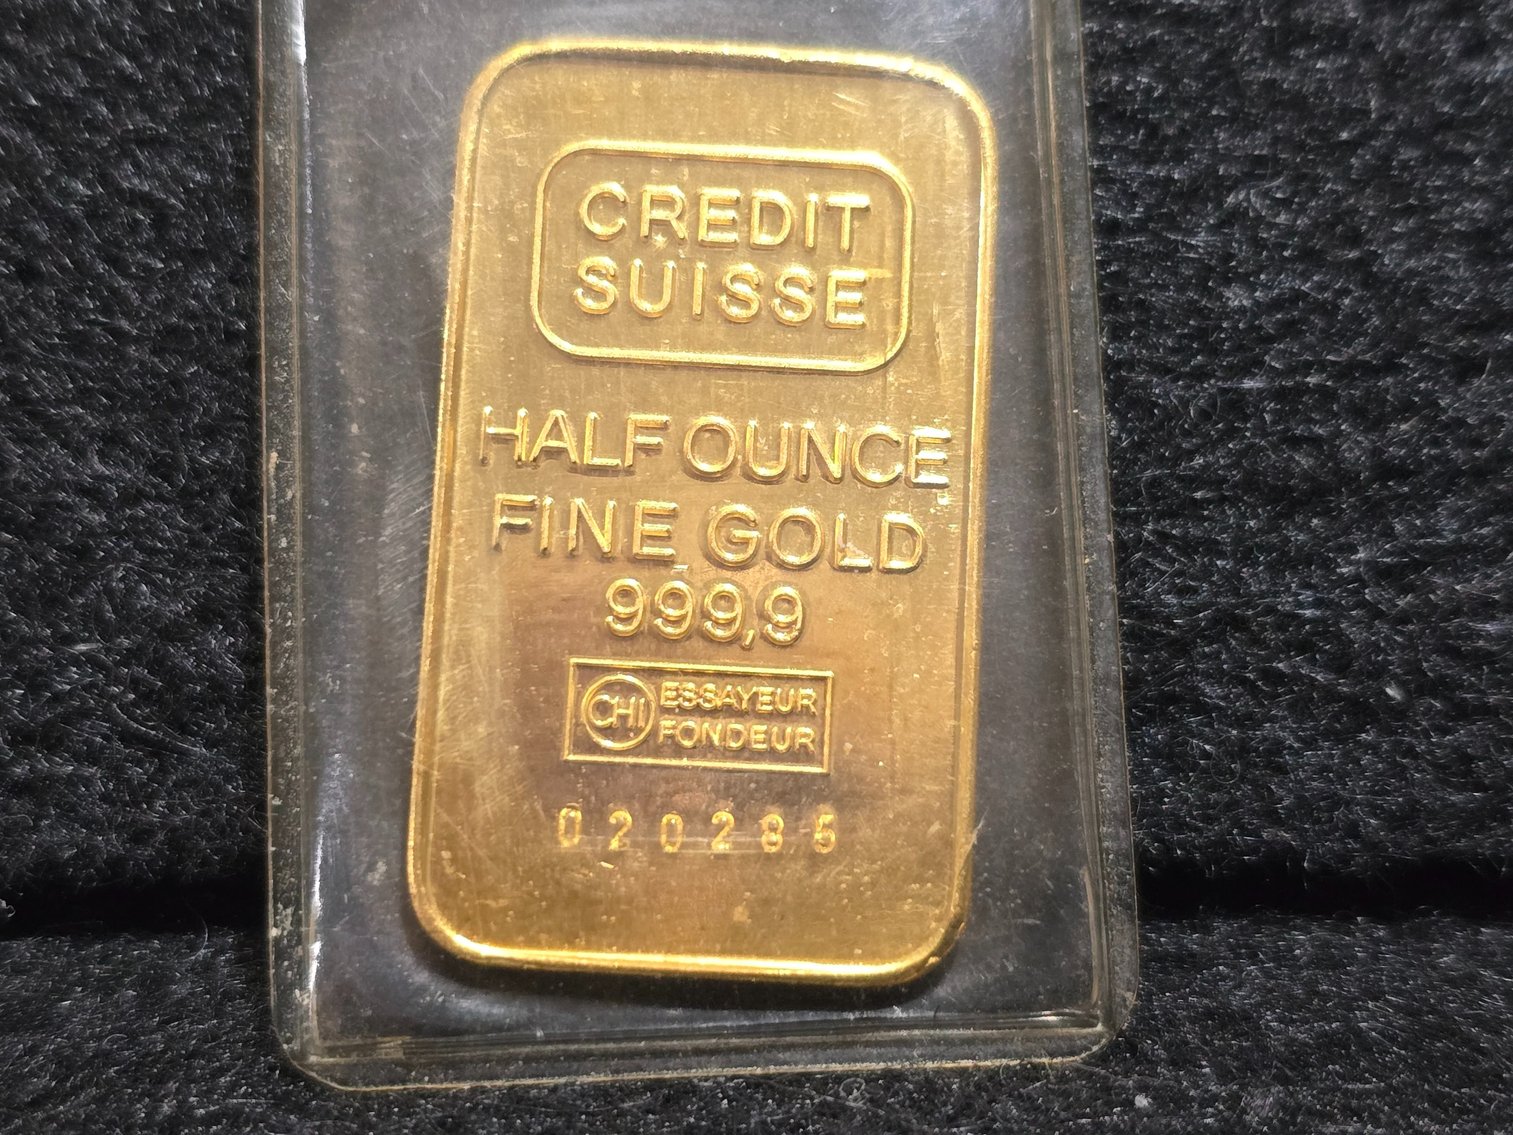 CREDIT
SUISSE
HALF OUNCE
FINE GOLD
999,9
CHI ESSAYEUR
FONDEUR
020285